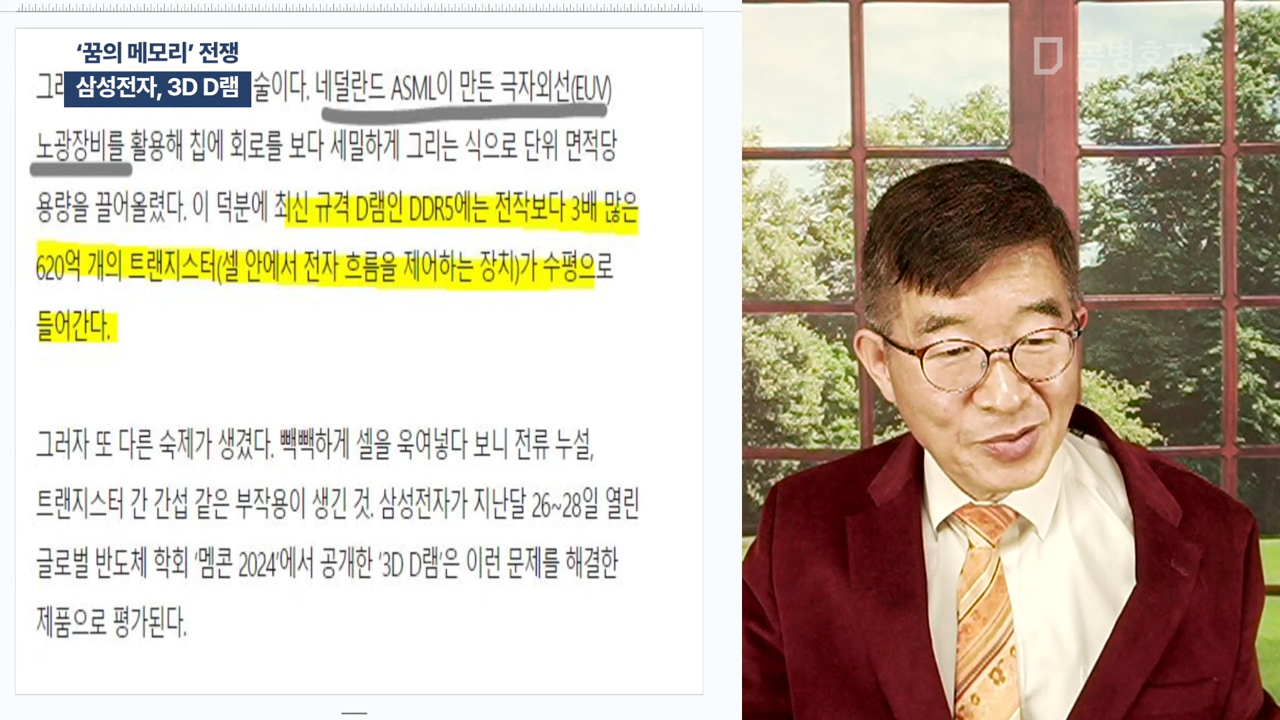 ‘꿈의 메모리’ 전쟁
삼성전자, 3D D램
술이다. 네덜란드 ASML이 만든 극자외선(EUV)
노광장비를 활용해 칩에 회로를 보다 세밀하게 그리는 식으로 단위 면적당
용량을 끌어올렸다. 이 덕분에 최신 규격 D램인 DDR5에는 전작보다 3배 많은
620억 개의 트랜지스터(셀 안에서 전자 흐름을 제어하는 장치)가 수평으로
들어간다.
그러자 또 다른 숙제가 생겼다. 빽빽하게 셀을 욱여넣다 보니 전류 누설,
트랜지스터 간 간섭 같은 부작용이 생긴 것. 삼성전자가 지난달 26~28일 열린
글로벌 반도체 학회 ‘멤콘 2024’에서 공개한 ‘3D D램’은 이런 문제를 해결한
제품으로 평가된다.